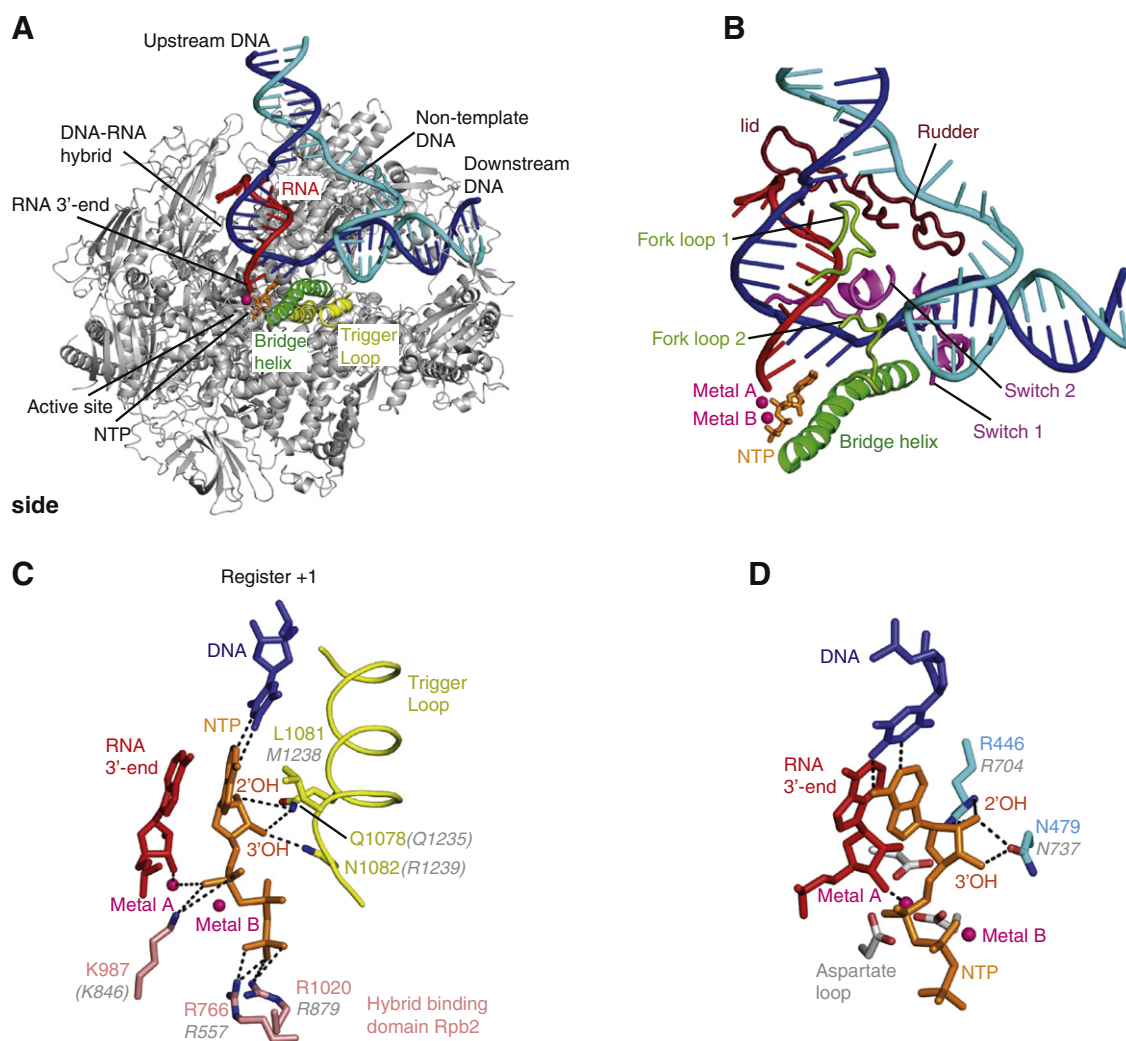 A
Upstream DNA
DNA-RNA
hybrid
Non-template
DNA
Downstream
DNA
RNA
RNA 3’-end
Bridge
helix
Trigger
Loop
Active site
NTP
side
B
lid
Rudder
Fork loop 1
Fork loop 2
Metal A
Metal B
NTP
Switch 2
Switch 1
Bridge helix
C
Register +1
DNA
Trigger
Loop
NTP
L1081
M1238
RNA
3’-end
2’OH
3’OH
Q1078(Q1235)
N1082(R1239)
Metal A
Metal B
K987
(K846)
R766
R557
R1020
R879
Hybrid binding
domain Rpb2
D
DNA
RNA
3’-end
R446
R704
2’OH
N479
N737
3’OH
Metal A
Metal B
Aspartate
loop
NTP